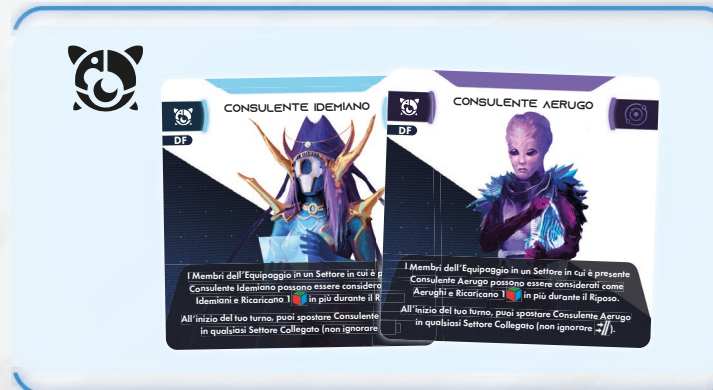 CONSULENTE IDEMIANO
DF
I Membri dell'Equipaggio in un Settore in cui è
Consulente Idemiano possono essere
Idemiani e Ricaricano 1 in più durante il
All'inizio del tuo turno, puoi spostare Consulente
in qualsiasi Settore Collegato (non ignorare
CONSULENTE AERUGO
DF
I Membri dell'Equipaggio in un Settore in cui è presente
Consulente Aerugo possono essere considerati come
Aerughi e Ricaricano 1 in più durante il Riposo.
All'inizio del tuo turno, puoi spostare Consulente Aerugo
in qualsiasi Settore Collegato (non ignorare ).